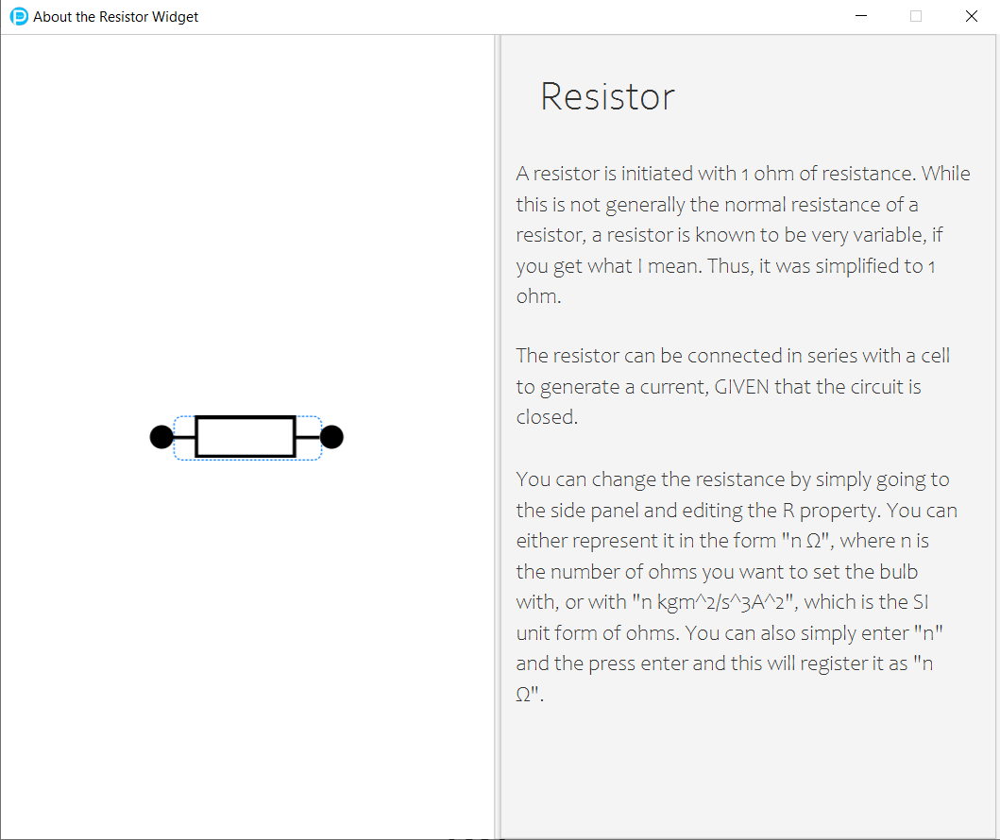 About the Resistor Widget
Resistor
A resistor is initiated with 1 ohm of resistance. While
this is not generally the normal resistance of a
resistor, a resistor is known to be very variable, if
you get what I mean. Thus, it was simplified to 1
ohm.
The resistor can be connected in series with a cell
to generate a current, GIVEN that the circuit is
closed.
You can change the resistance by simply going to
the side panel and editing the R property. You can
either represent it in the form "n Ω", where n is
the number of ohms you want to set the bulb
with, or with "n kgm^2/s^3A^2", which is the SI
unit form of ohms. You can also simply enter "n"
and the press enter and this will register it as "n
Ω".